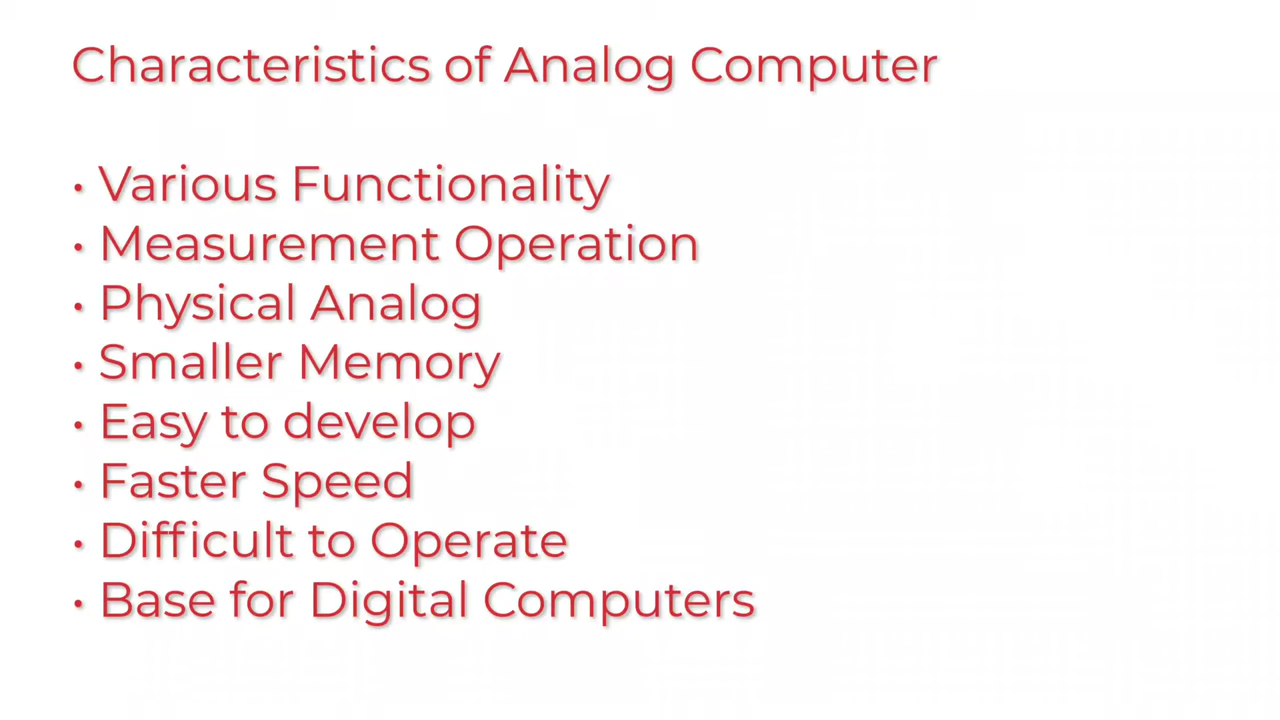 Characteristics of Analog Computer
• Various Functionality
• Measurement Operation
• Physical Analog
• Smaller Memory
• Easy to develop
• Faster Speed
• Difficult to Operate
• Base for Digital Computers